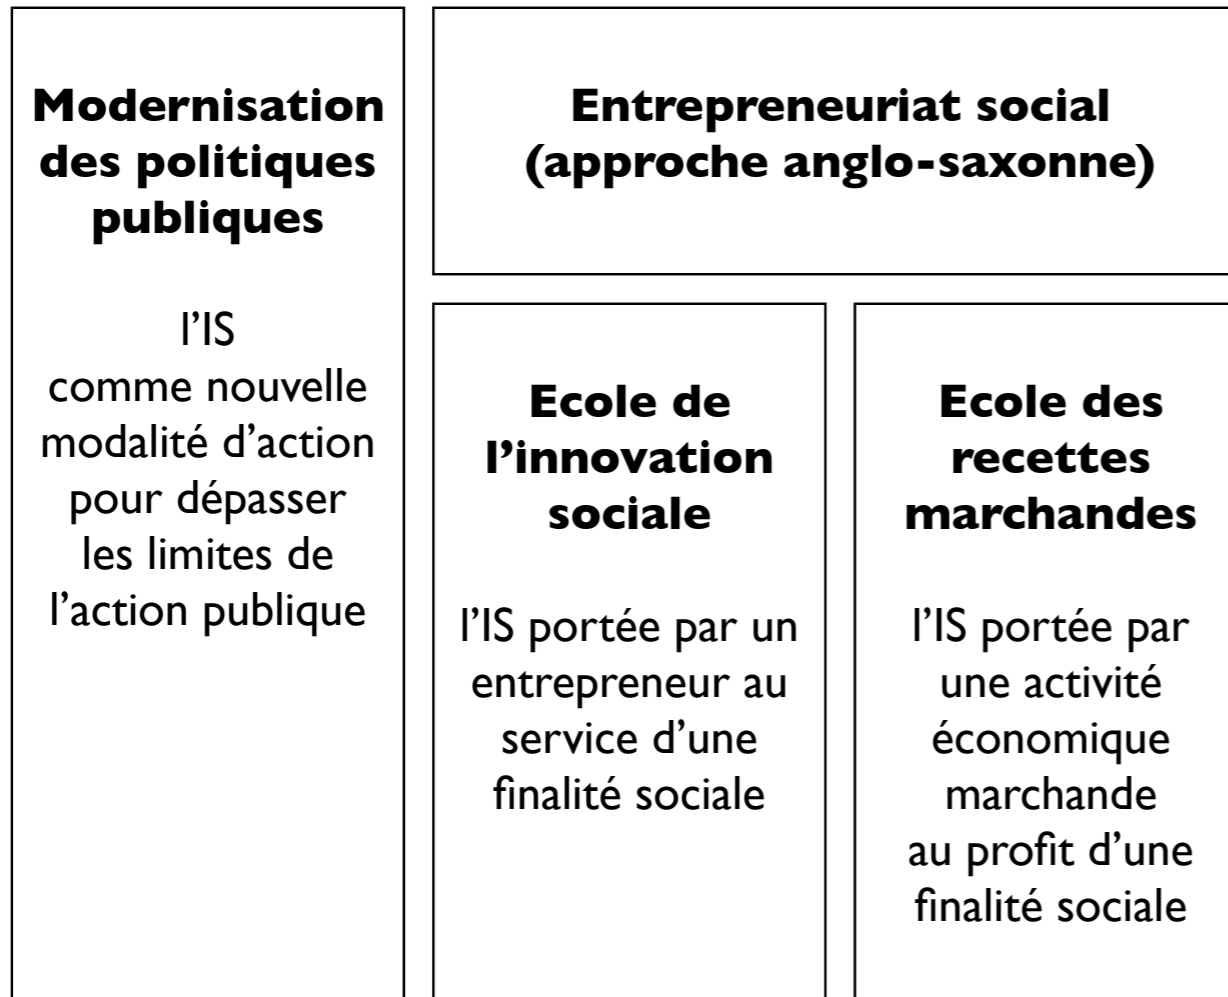 Modernisation
des politiques
publiques
l’IS
comme nouvelle
modalité d’action
pour dépasser
les limites de
l’action publique
Entrepreneuriat social
(approche anglo-saxonne)
Ecole de
l’innovation
sociale
l’IS portée par un
entrepreneur au
service d’une
finalité sociale
Ecole des
recettes
marchandes
l’IS portée par
une activité
économique
marchande
au profit d’une
finalité sociale